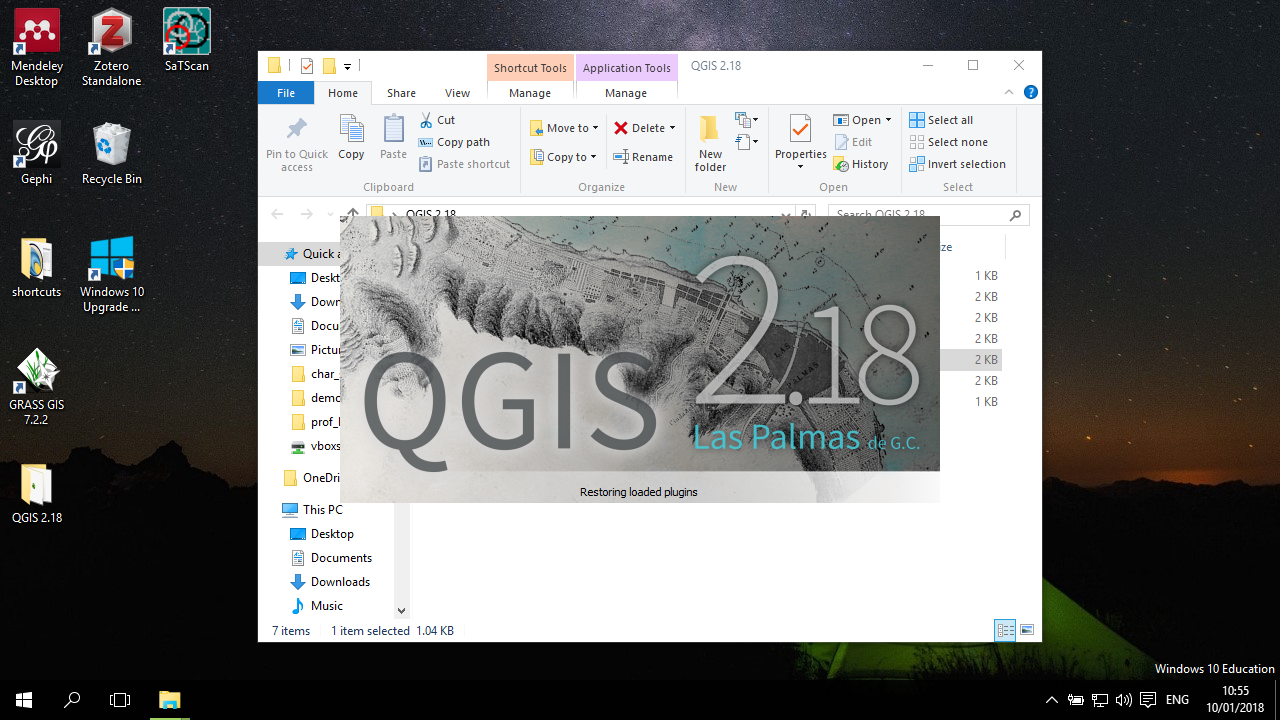 Mendeley
Desktop
Zotero
Standalone
SaTScan
Gephi
Recycle Bin
shortcuts
Windows 10
Upgrade ...
GRASS GIS
7.2.2
QGIS 2.18
Shortcut Tools
Application Tools
QGIS 2.18
File
Home
Share
View
Manage
Manage
Pin to Quick
access
Copy
Paste
Cut
Copy path
Paste shortcut
Clipboard
Move to
Copy to
Delete
Rename
Organize
New
folder
New
Properties
Open
Edit
History
Open
Select all
Select none
Invert selection
Select
QGIS 2.18
Search QGIS 2.18
Quick a
Deskt
Down
Docu
Pictur
char_
demo
prof_
vboxs
OneDri
This PC
Desktop
Documents
Downloads
Music
ze
1 KB
2 KB
2 KB
2 KB
2 KB
2 KB
1 KB
QGIS
2.18
Las Palmas de G.C.
Restoring loaded plugins
7 items
1 item selected 1.04 KB
Windows 10 Education
ENG
10:55
10/01/2018